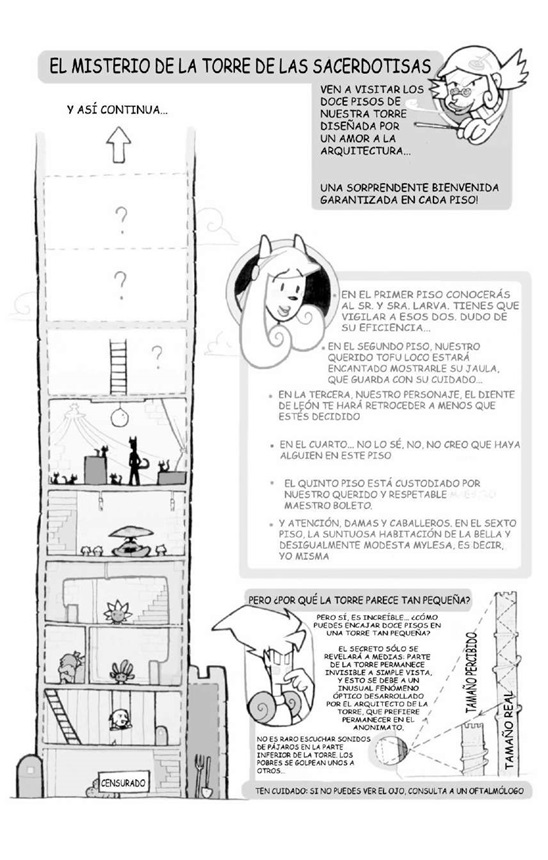 EL MISTERIO DE LA TORRE DE LAS SACERDOTISAS
VEN A VISITAR LOS
DOCE PISOS DE
NUESTRA TORRE
DISEÑADA POR
UN AMOR A LA
ARQUITECTURA...
UNA SORPRENDENTE BIENVENIDA
GARANTIZADA EN CADA PISO!
Y ASÍ CONTINUA...
?
?
?
• EN EL PRIMER PISO CONOCERÁS
AL SR. Y SRA. LARVA. TIENES QUE
VIGILAR A ESOS DOS. DUDO DE
SU EFICIENCIA...
• EN EL SEGUNDO PISO, NUESTRO
QUERIDO TOFU LOCO ESTARÁ
ENCANTADO MOSTRARLE SU JAULA,
QUE GUARDA CON SU CUIDADO...
• EN LA TERCERA, NUESTRO PERSONAJE, EL DIENTE
DE LEÓN TE HARÁ RETROCEDER A MENOS QUE
ESTÉS DECIDIDO
• EN EL CUARTO... NO LO SÉ, NO, NO CREO QUE HAYA
ALGUIEN EN ESTE PISO
• EL QUINTO PISO ESTÁ CUSTODIADO POR
NUESTRO QUERIDO Y RESPETABLE
MAESTRO BOLETO.
• Y ATENCIÓN, DAMAS Y CABALLEROS. EN EL SEXTO
PISO, LA SUNTUOSA HABITACIÓN DE LA BELLA Y
DESIGUALMENTE MODESTA MYLESA, ES DECIR,
YO MISMA
PERO ¿POR QUÉ LA TORRE PARECE TAN PEQUEÑA?
PERO SÍ, ES INCREÍBLE... ¿CÓMO
PUEDES ENCAJAR DOCE PISOS EN
UNA TORRE TAN PEQUEÑA?
EL SECRETO SÓLO SE
REVELARÁ A MEDIAS: PARTE
DE LA TORRE PERMANECE
INVISIBLE A SIMPLE VISTA,
Y ESTO SE DEBE A UN
INUSUAL FENÓMENO
ÓPTICO DESARROLLADO
POR EL ARQUITECTO DE LA
TORRE, QUE PREFIERE
PERMANECER EN EL
ANONIMATO.
NO ES RARO ESCUCHAR SONIDOS
DE PÁJAROS EN LA PARTE
INFERIOR DE LA TORRE. LOS
POBRES SE GOLPEAN UNOS A
OTROS...
TAMAÑO PERCIBIDO
TAMAÑO REAL
CENSURADO
TEN CUIDADO: SI NO PUEDES VER EL OJO, CONSULTA A UN OFTALMÓLOGO